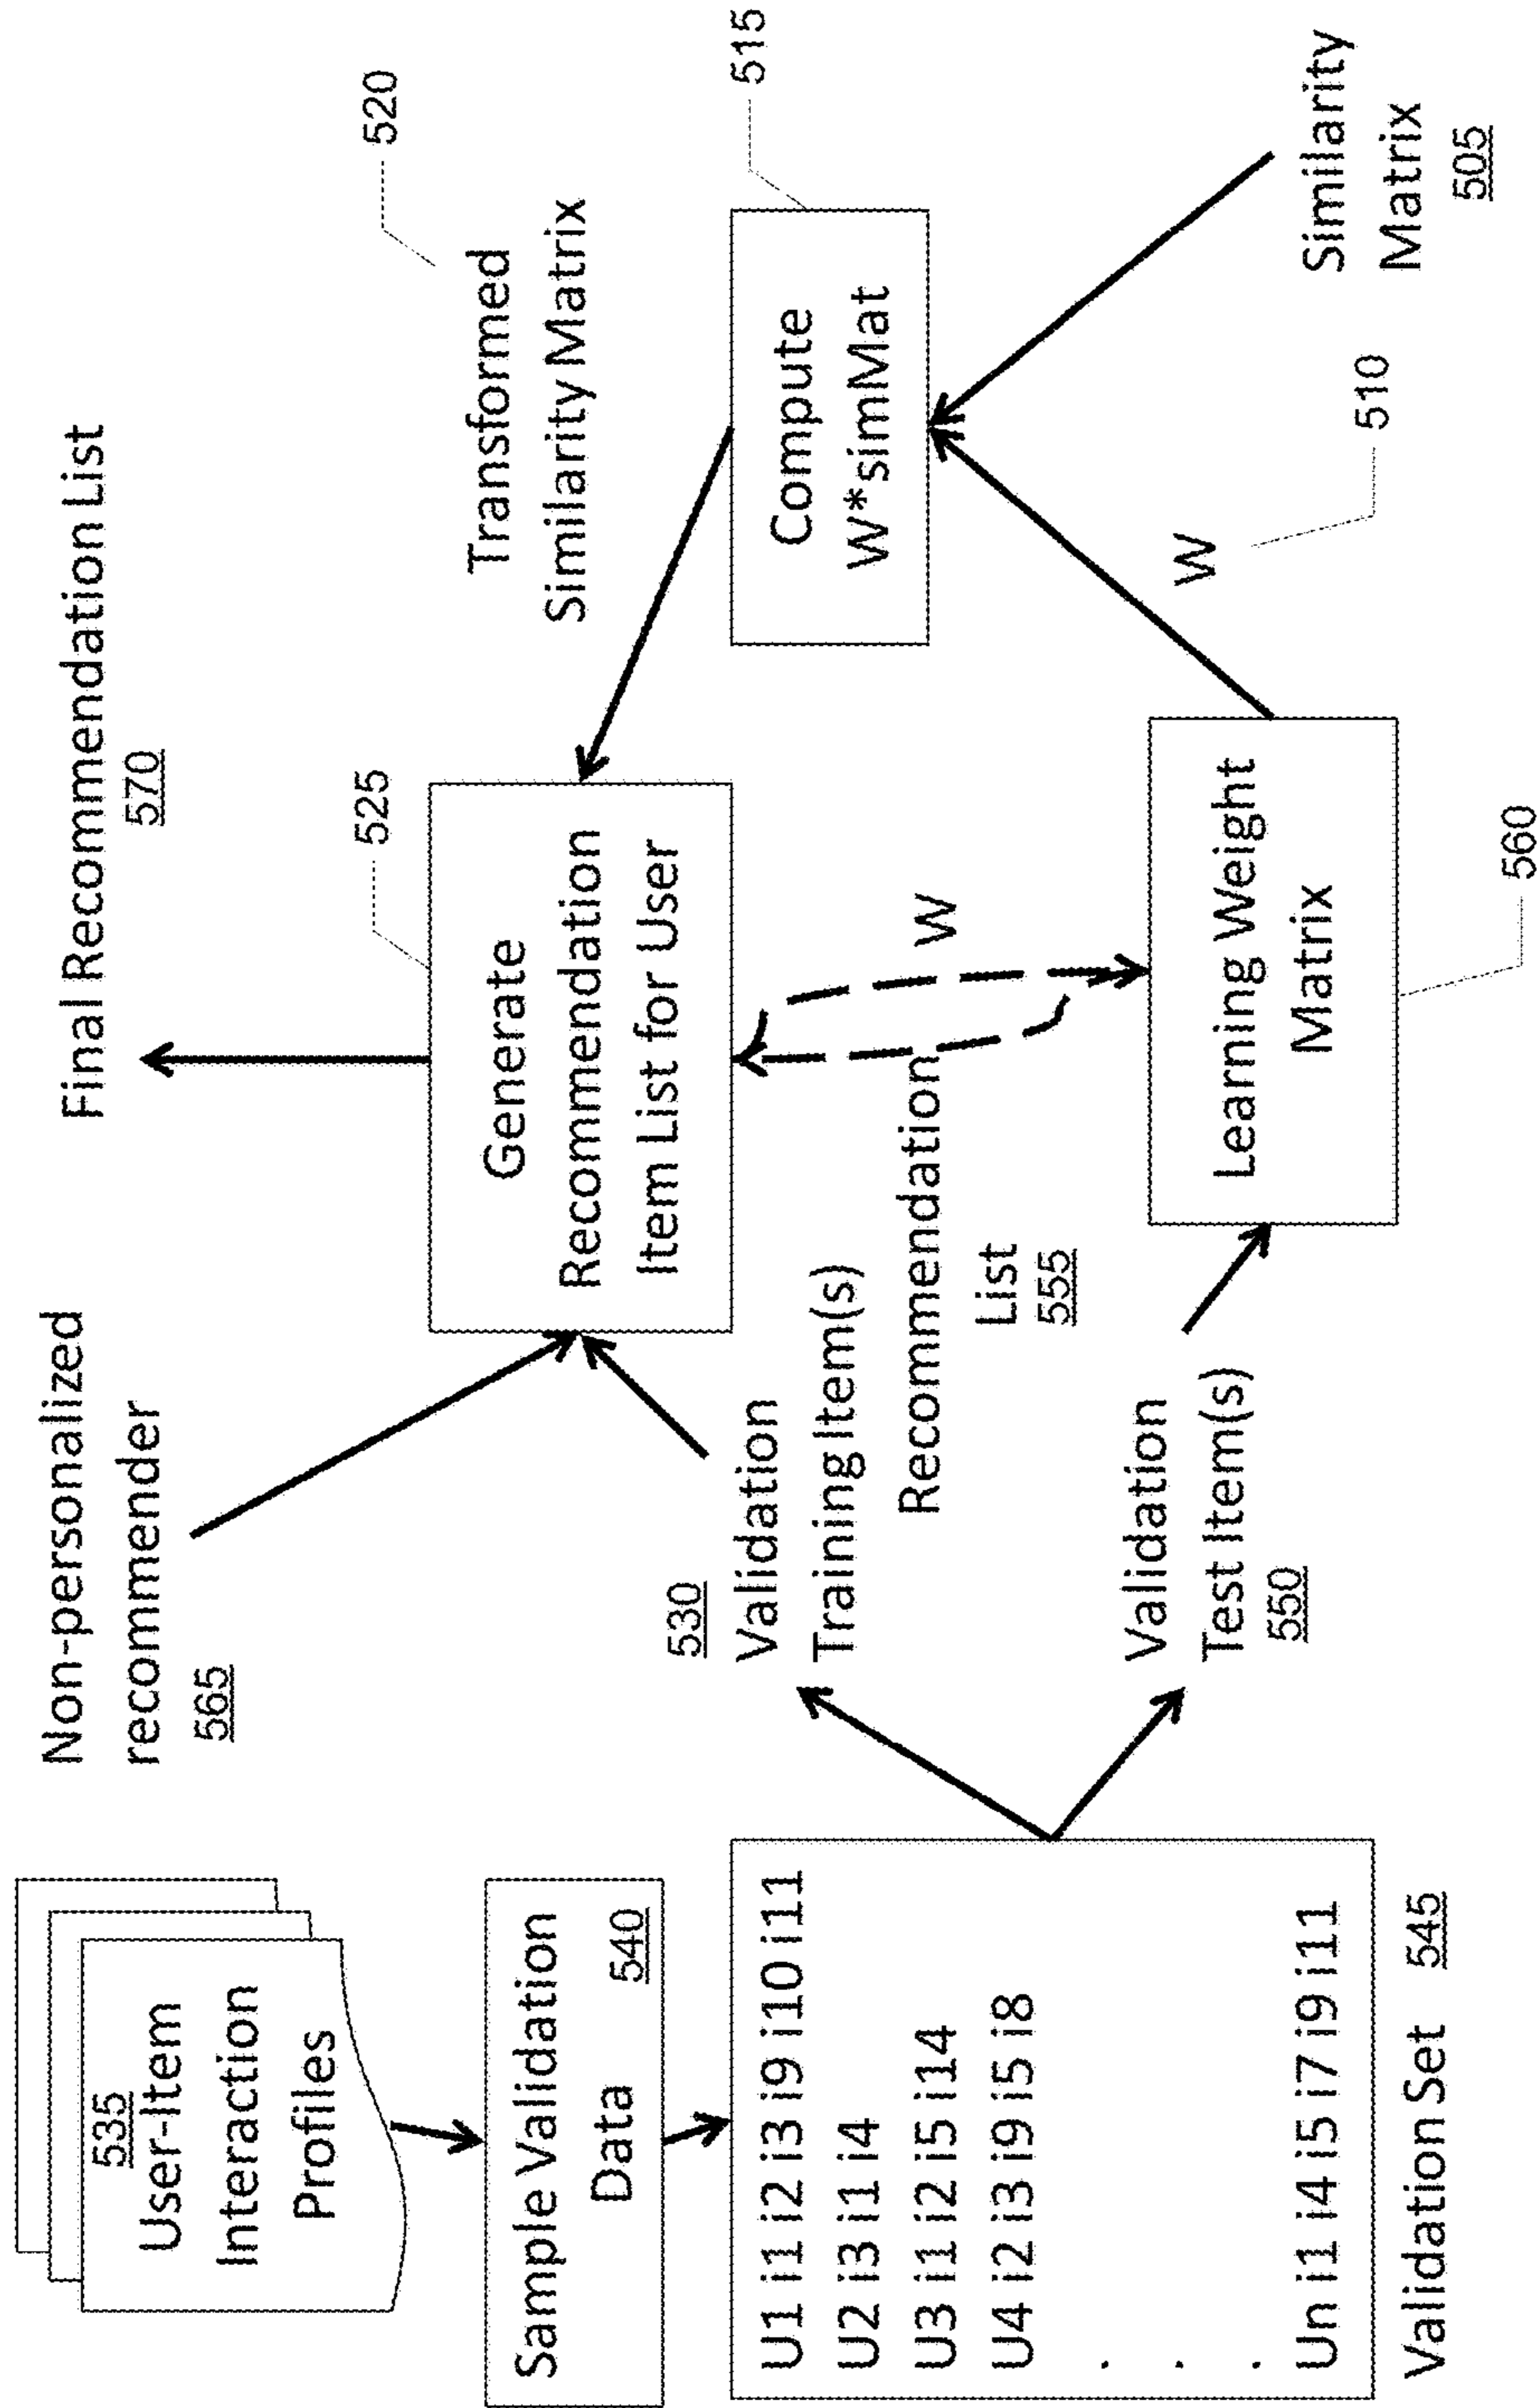 535
User-Item
Interaction
Profiles
Sample Validation
Data 540
U1 i1 i2 i3 i9 i10 i11
U2 i3 i1 i4
U3 i1 i2 i5 i14
U4 i2 i3 i9 i5 i8
. . .
Un i1 i4 i5 i7 i9 i11
Validation Set 545
Non-personalized
recommender
565
530
Validation
Training Item(s)
Validation
Test Item(s)
550
Recommendation
List
555
Final Recommendation List
570
525
Generate
Recommendation
Item List for User
W
Learning Weight
Matrix
560
520
Transformed
Similarity Matrix
515
Compute
W*simMat
W
510
Similarity
Matrix
505